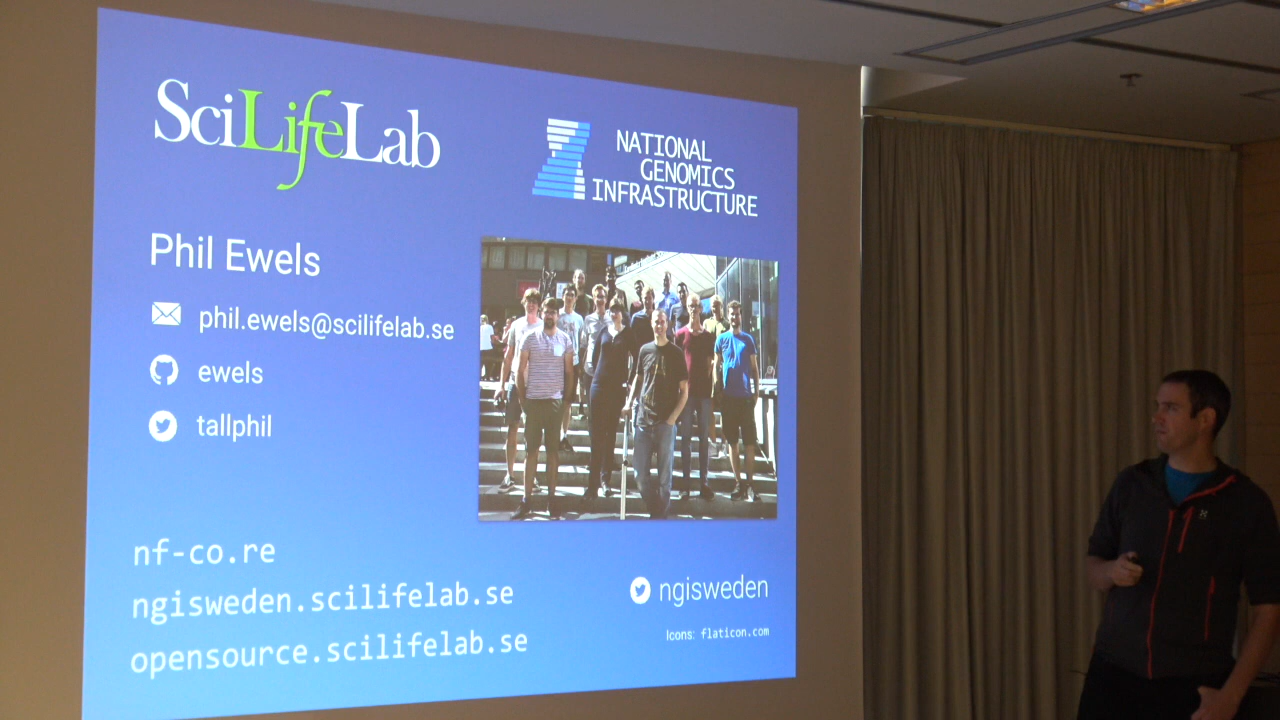 SciLifeLab
NATIONAL
GENOMICS
INFRASTRUCTURE
Phil Ewels
phil.ewels@scilifelab.se
ewels
tallphil
nf-co.re
ngisweden.scilifelab.se
opensource.scilifelab.se
ngisweden
Icons: flaticon.com